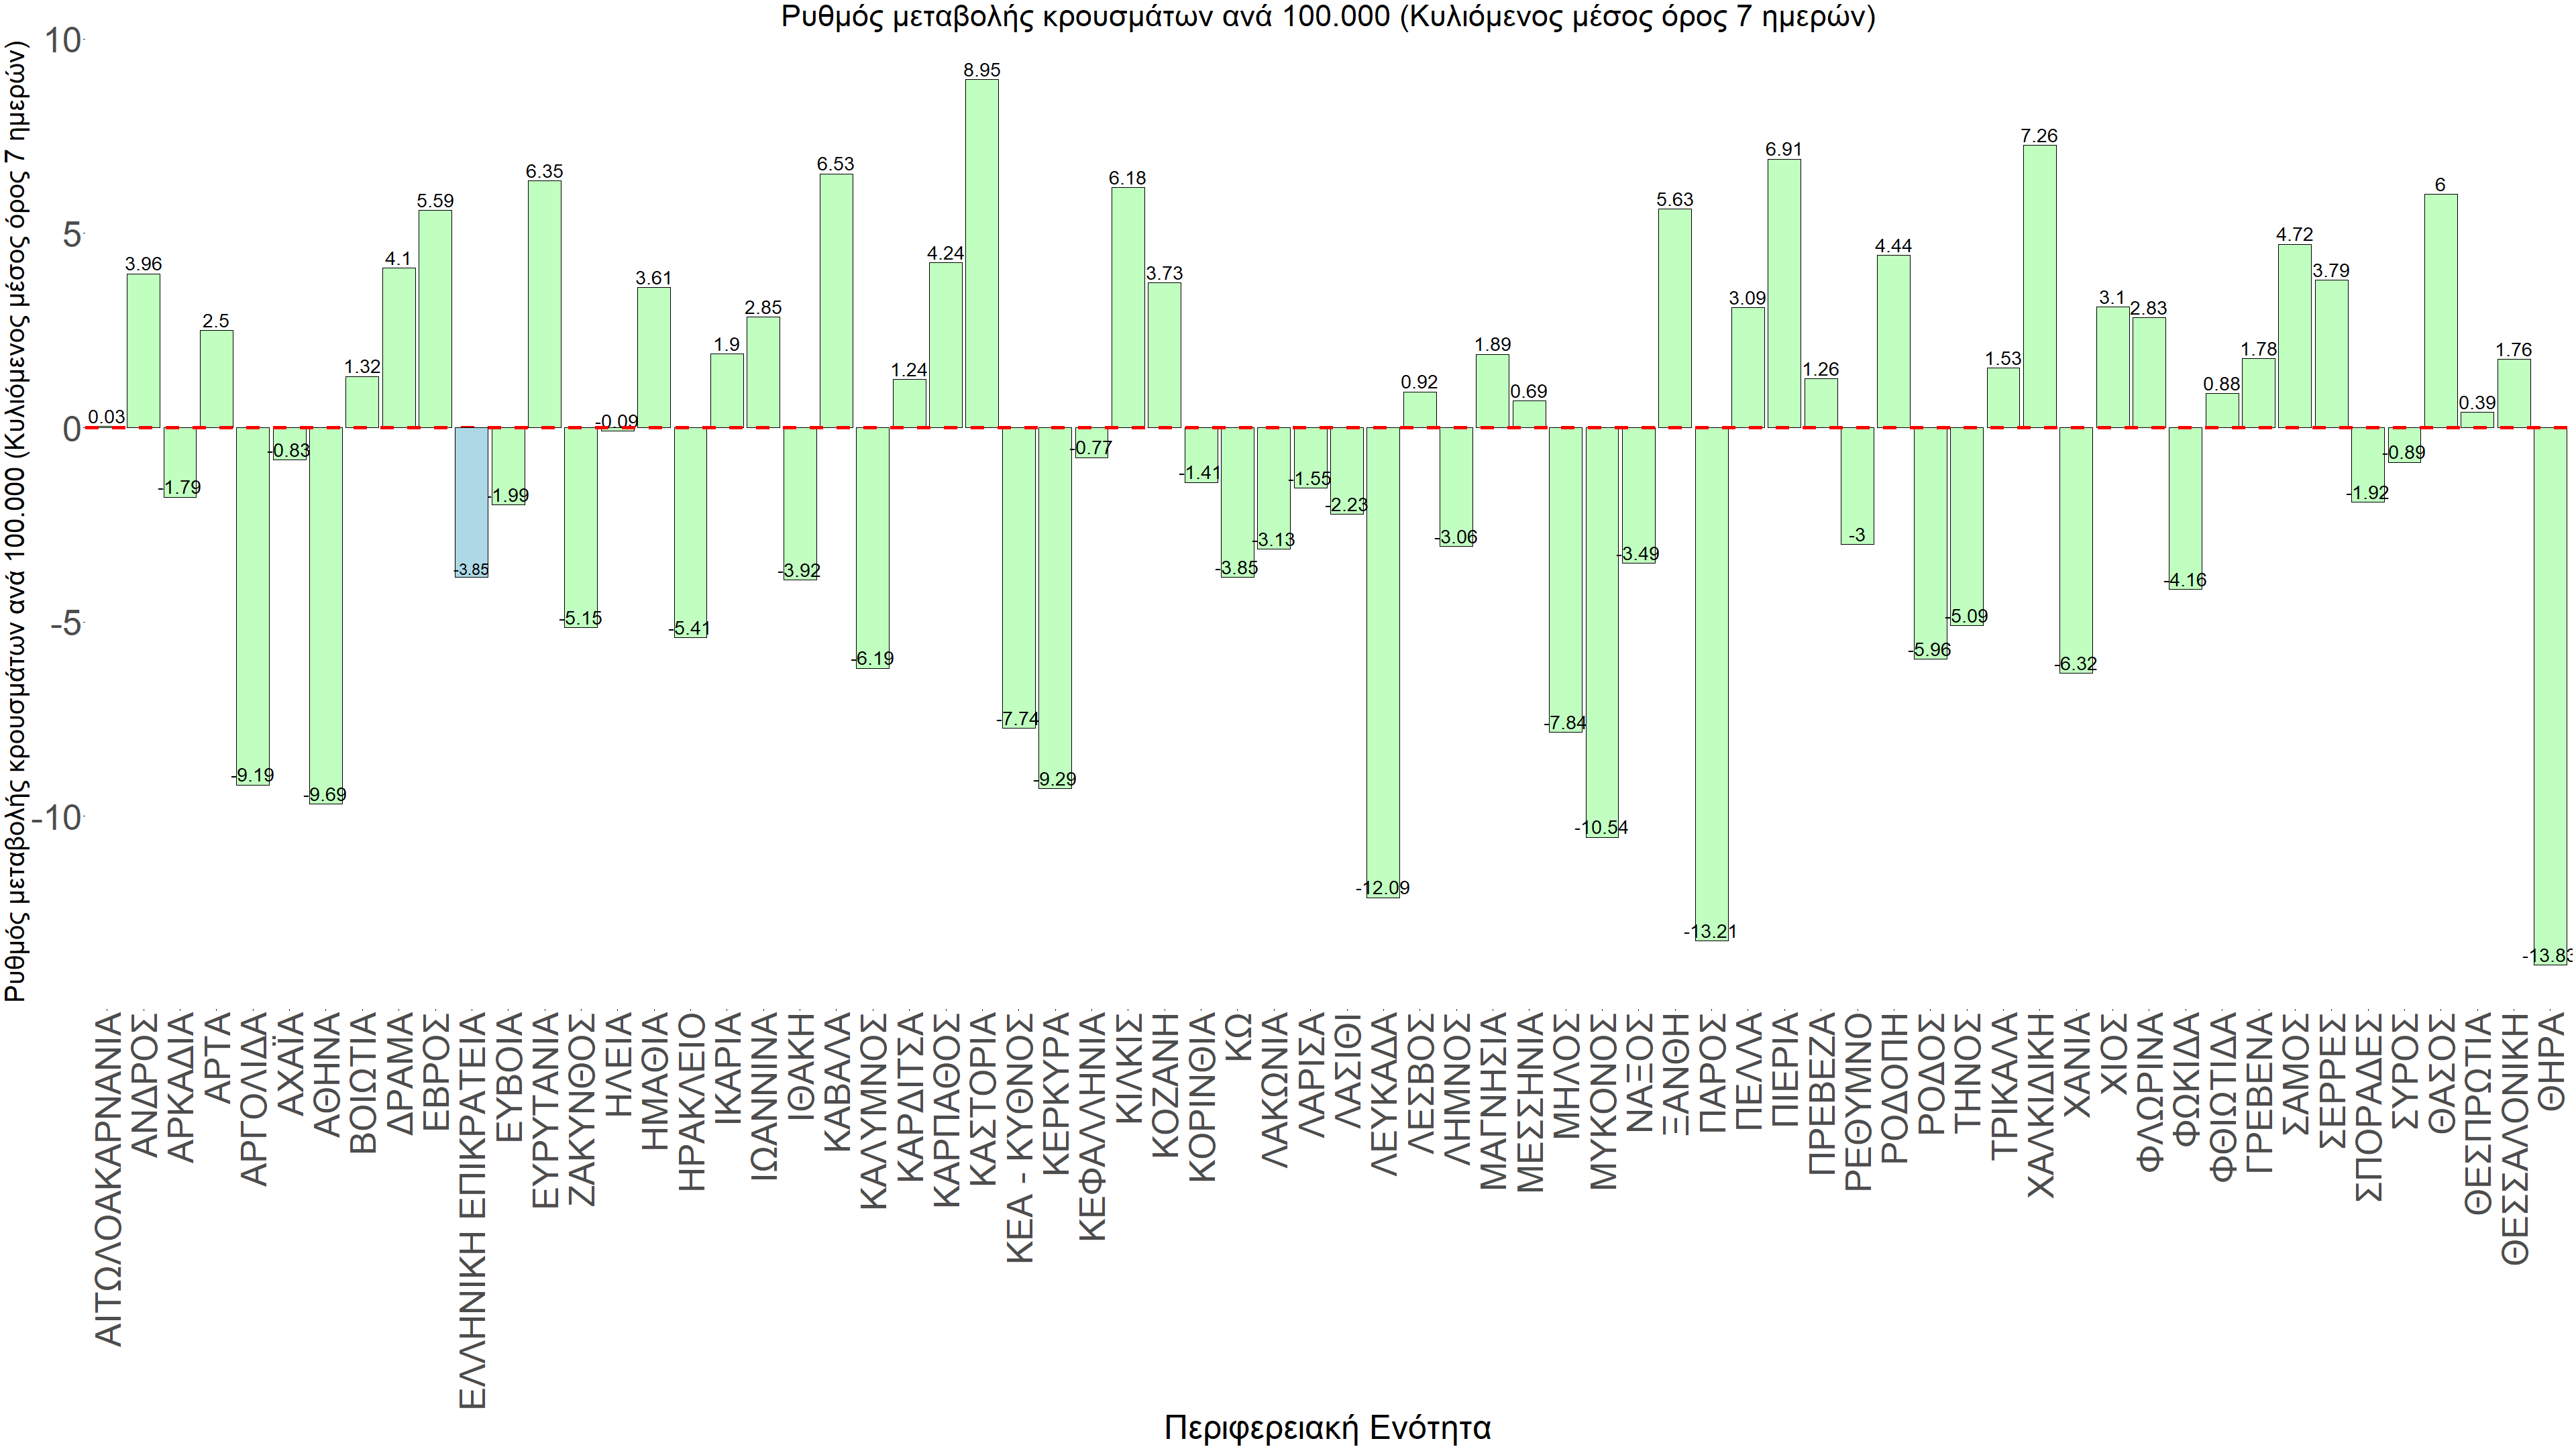 Ρυθμός μεταβολής κρουσμάτων ανά 100.000 (Κυλιόμενος μέσος όρος 7 ημερών)
Ρυθμός μεταβολής κρουσμάτων ανά 100.000 (Κυλιόμενος μέσος όρος 7 ημερών)
10
5
0
-5
-10
0.03
3.96
-1.79
2.5
-9.19
-0.83
-9.69
1.32
4.1
5.59
-3.85
-1.99
6.35
-5.15
-0.09
3.61
-5.41
1.9
2.85
-3.92
6.53
-6.19
1.24
4.24
8.95
-7.74
-9.29
-0.77
6.18
3.73
-1.41
-3.85
-3.13
-1.55
-2.23
-12.09
0.92
-3.06
1.89
0.69
-7.84
-10.54
-3.49
5.63
-13.21
3.09
6.91
1.26
-3
4.44
-5.96
-5.09
1.53
7.26
-6.32
3.1
2.83
-4.16
0.88
1.78
4.72
3.79
-1.92
-0.89
6
0.39
1.76
-13.83
ΑΙΤΩΛΟΑΚΑΡΝΑΝΙΑ
ΑΝΔΡΟΣ
ΑΡΚΑΔΙΑ
ΑΡΤΑ
ΑΡΓΟΛΙΔΑ
ΑΧΑΪΑ
ΑΘΗΝΑ
ΒΟΙΩΤΙΑ
ΔΡΑΜΑ
ΕΒΡΟΣ
ΕΛΛΗΝΙΚΗ ΕΠΙΚΡΑΤΕΙΑ
ΕΥΒΟΙΑ
ΕΥΡΥΤΑΝΙΑ
ΖΑΚΥΝΘΟΣ
ΗΛΕΙΑ
ΗΜΑΘΙΑ
ΗΡΑΚΛΕΙΟ
ΙΚΑΡΙΑ
ΙΩΑΝΝΙΝΑ
ΙΘΑΚΗ
ΚΑΒΑΛΑ
ΚΑΛΥΜΝΟΣ
ΚΑΡΔΙΤΣΑ
ΚΑΡΠΑΘΟΣ
ΚΑΣΤΟΡΙΑ
ΚΕΑ - ΚΥΘΝΟΣ
ΚΕΡΚΥΡΑ
ΚΕΦΑΛΛΗΝΙΑ
ΚΙΛΚΙΣ
ΚΟΖΑΝΗ
ΚΟΡΙΝΘΙΑ
ΚΩ
ΛΑΚΩΝΙΑ
ΛΑΡΙΣΑ
ΛΑΣΙΘΙ
ΛΕΥΚΑΔΑ
ΛΕΣΒΟΣ
ΛΗΜΝΟΣ
ΜΑΓΝΗΣΙΑ
ΜΕΣΣΗΝΙΑ
ΜΗΛΟΣ
ΜΥΚΟΝΟΣ
ΝΑΞΟΣ
ΞΑΝΘΗ
ΠΑΡΟΣ
ΠΕΛΛΑ
ΠΙΕΡΙΑ
ΠΡΕΒΕΖΑ
ΡΕΘΥΜΝΟ
ΡΟΔΟΠΗ
ΡΟΔΟΣ
ΤΗΝΟΣ
ΤΡΙΚΑΛΑ
ΧΑΛΚΙΔΙΚΗ
ΧΑΝΙΑ
ΧΙΟΣ
ΦΛΩΡΙΝΑ
ΦΩΚΙΔΑ
ΦΘΙΩΤΙΔΑ
ΓΡΕΒΕΝΑ
ΣΑΜΟΣ
ΣΕΡΡΕΣ
ΣΠΟΡΑΔΕΣ
ΣΥΡΟΣ
ΘΑΣΟΣ
ΘΕΣΠΡΩΤΙΑ
ΘΕΣΣΑΛΟΝΙΚΗ
ΘΗΡΑ
Περιφερειακή Ενότητα